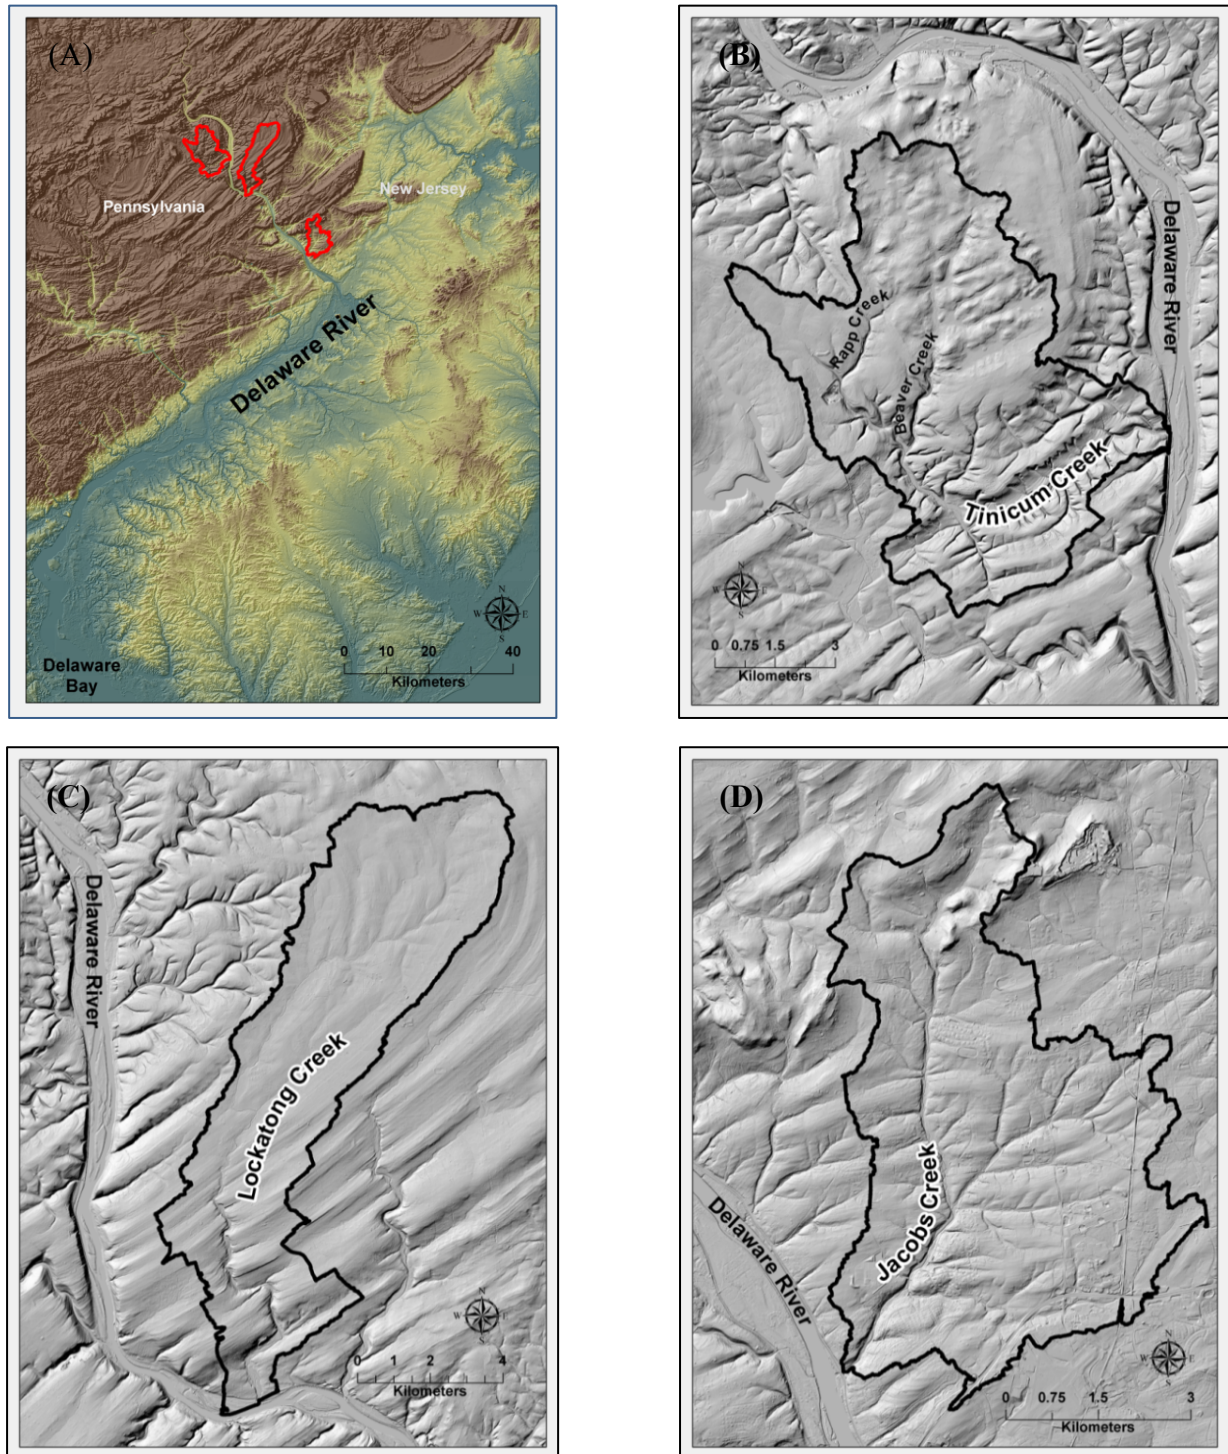 (A)
Pennsylvania
New Jersey
Delaware River
Delaware
Bay
N
W E
S
0 10 20 40
Kilometers
(B)
Delaware River
Rapp Creek
Beaver Creek
Tinicum Creek
N
W E
S
0 0.75 1.5 3
Kilometers
(C)
Delaware River
Lockatong Creek
N
W E
S
0 1 2 4
Kilometers
(D)
Jacobs Creek
Delaware River
N
W E
S
0 0.75 1.5 3
Kilometers